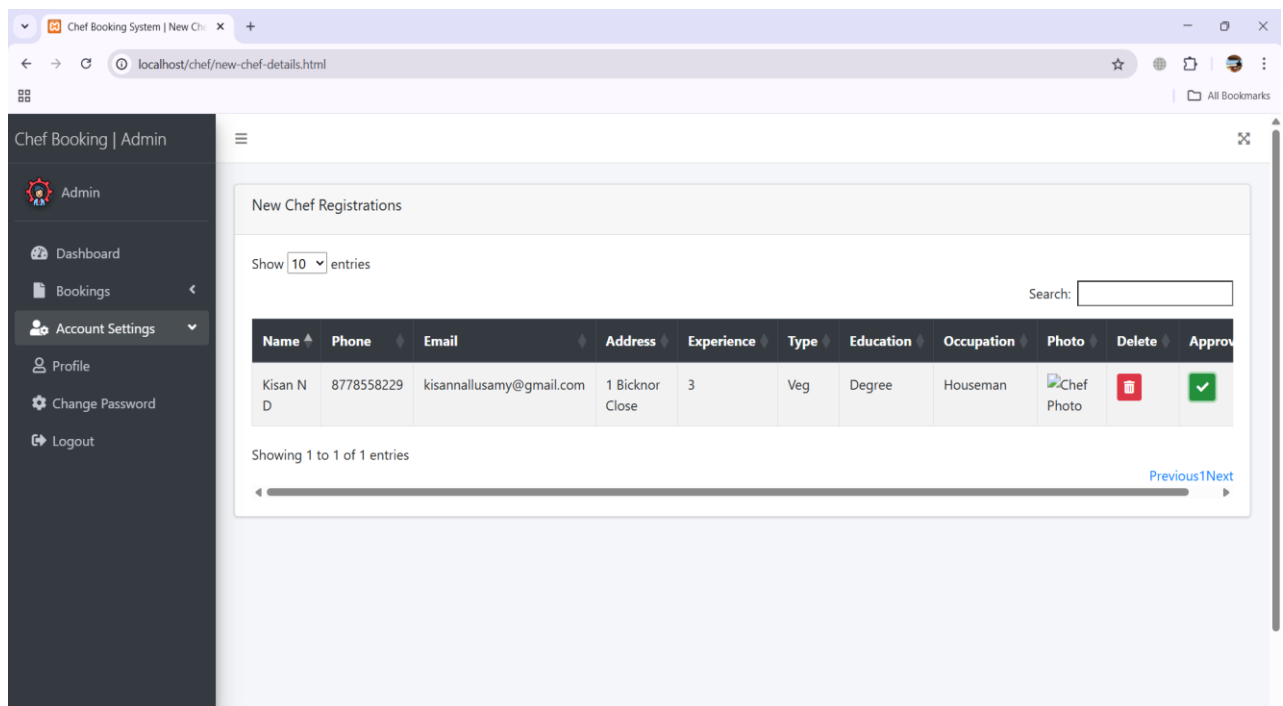 Chef Booking System | New Che
localhost/chef/new-chef-details.html
All Bookmarks
Chef Booking | Admin
Admin
Dashboard
Bookings
Account Settings
Profile
Change Password
Logout
New Chef Registrations
Show 10 entries
Search:
Name Phone Email Address Experience Type Education Occupation Photo Delete Approv
Kisan N 8778558229 kisannallusamy@gmail.com 1 Bicknor 3 Veg Degree Houseman Chef
D Close Photo
Showing 1 to 1 of 1 entries
Previous1Next